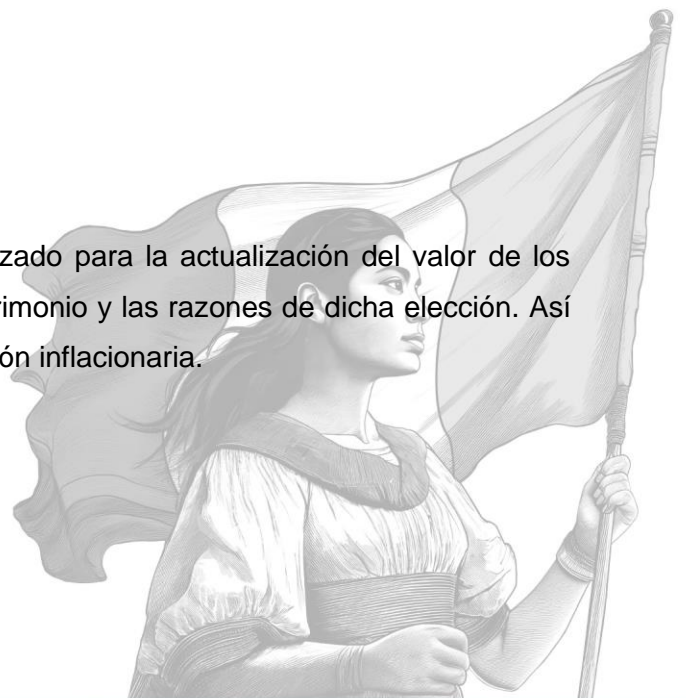 zado para la actualización del valor de los
rimonio y las razones de dicha elección. Así
ón inflacionaria.